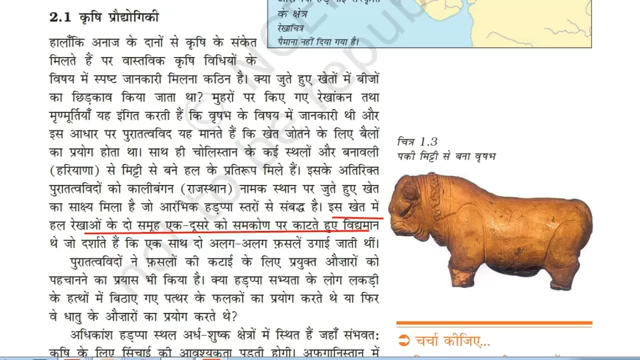 के क्षेत्र
रेखाचित्र
पैमाना नहीं दिया गया है।
2.1 कृषि प्रौद्योगिकी
हालाँकि अनाज के दानों से कृषि के संकेत
मिलते हैं पर वास्तविक कृषि विधियों के
विषय में स्पष्ट जानकारी मिलना कठिन है। क्या जुते हुए खेतों में बीजों
का छिड़काव किया जाता था? मुहरों पर किए गए रेखांकन तथा
मृण्मूर्तियाँ यह इंगित करती हैं कि वृषभ के विषय में जानकारी थी और
इस आधार पर पुरातत्वविद यह मानते हैं कि खेत जोतने के लिए बैलों
का प्रयोग होता था। साथ ही चोलिस्तान के कई स्थलों और बनावली
(हरियाणा) से मिट्टी से बने हल के प्रतिरूप मिले हैं। इसके अतिरिक्त
पुरातत्वविदों को कालीबंगन (राजस्थान) नामक स्थान पर जुते हुए खेत
का साक्ष्य मिला है जो आरंभिक हड़प्पा स्तरों से संबद्ध है। इस खेत में
हल रेखाओं के दो समूह एक दूसरे को समकोण पर काटते हुए विद्यमान
थे जो दर्शाते हैं कि एक साथ दो अलग-अलग फ़सलें उगाई जाती थीं।
पुरातत्वविदों ने फ़सलों की कटाई के लिए प्रयुक्त औज़ारों को
पहचानने का प्रयास भी किया है। क्या हड़प्पा सभ्यता के लोग लकड़ी
के हत्थों में बिठाए गए पत्थर के फलकों का प्रयोग करते थे या फिर
वे धातु के औज़ारों का प्रयोग करते थे?
अधिकांश हड़प्पा स्थल अर्ध-शुष्क क्षेत्रों में स्थित हैं जहाँ संभवत:
कृषि के लिए सिंचाई की आवश्यकता पड़ती होगी। अफ़गानिस्तान में
चित्र 1.3
पकी मिट्टी से बना वृषभ
चर्चा कीजिए...
not to be republ
© NC